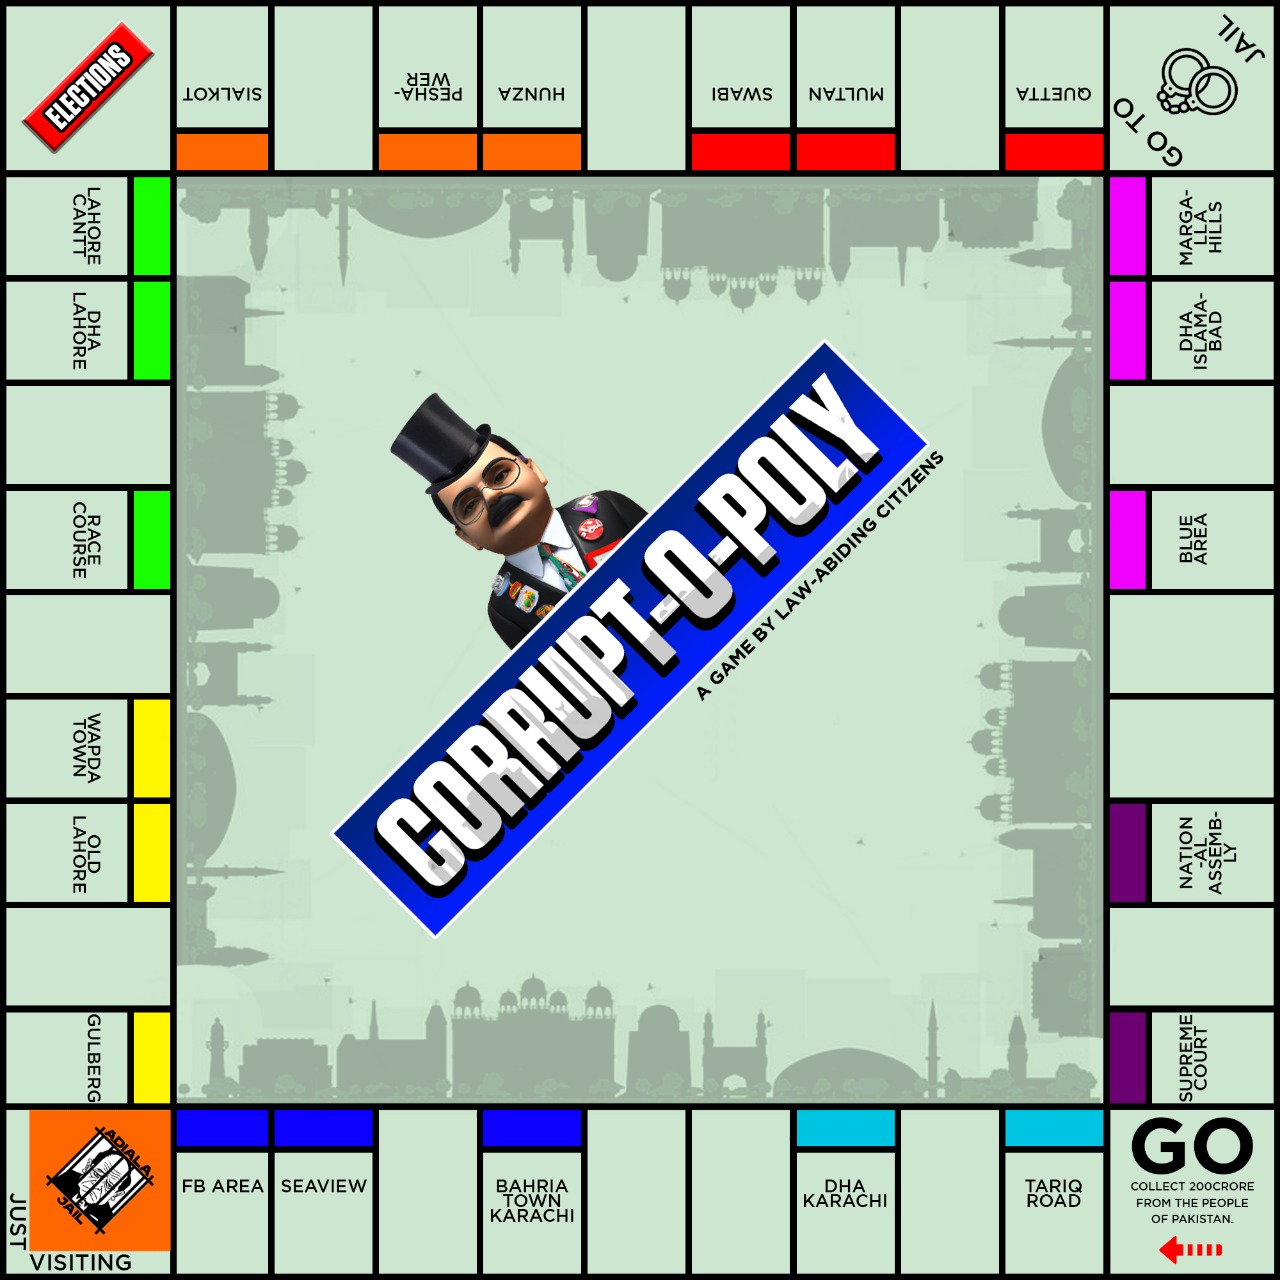 ELECTIONS
SIALKOT
PESHA-
WER
HUNZA
SWABI
MULTAN
QUETTA
GO TO
JAIL
LAHORE
CANTT
DHA
LAHORE
RACE
COURSE
WAPDA
TOWN
OLD
LAHORE
GULBERG
MARGA-
LLA
HILLS
DHA
ISLAMA-
BAD
BLUE
AREA
NATION
-AL
ASSEMB-
LY
SUPREME
COURT
CORRUPT-O-POLY
A GAME BY LAW-ABIDING CITIZENS
ADIALA
JAIL
JUST
VISITING
FB AREA
SEAVIEW
BAHRIA
TOWN
KARACHI
DHA
KARACHI
TARIQ
ROAD
GO
COLLECT 200CRORE
FROM THE PEOPLE
OF PAKISTAN.